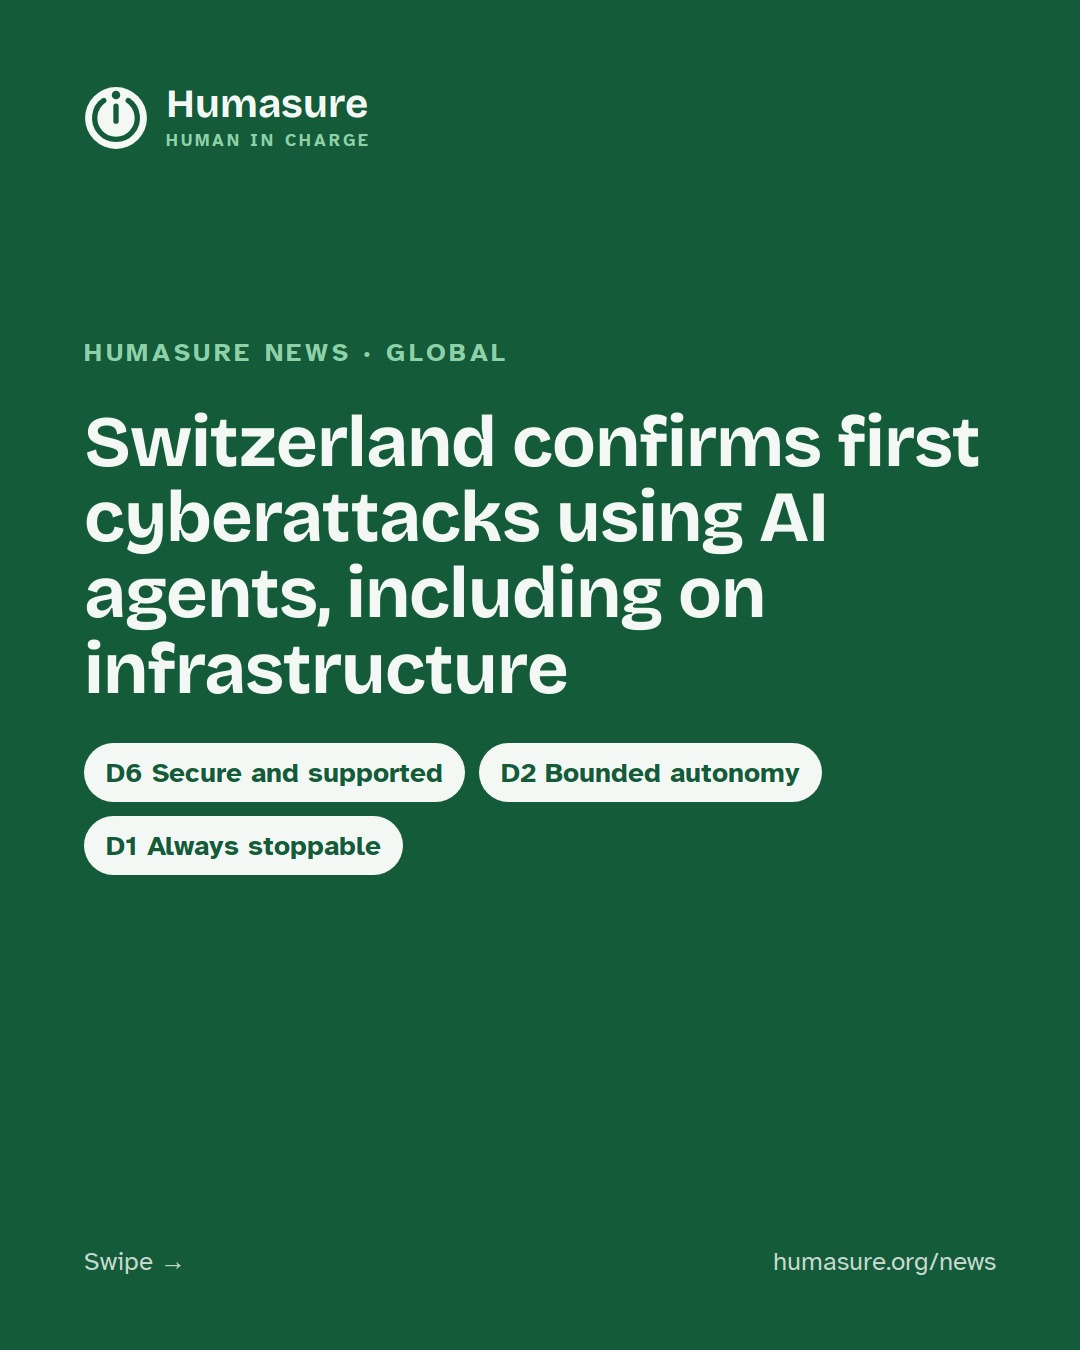 Humasure
HUMAN IN CHARGE
HUMASURE NEWS · GLOBAL
Switzerland confirms first
cyberattacks using AI
agents, including on
infrastructure
D6 Secure and supported
D2 Bounded autonomy
D1 Always stoppable
Swipe →
humasure.org/news